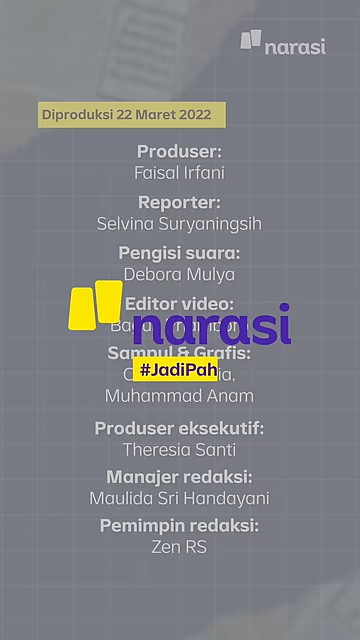 narasi
Diproduksi 22 Maret 2022
Produser:
Faisal Irfani
Reporter:
Selvina Suryaningsih
Pengisi suara:
Debora Mulya
Editor video:
narasi
Sampul & Grafis:
#JadiPah
Muhammad Anam
Produser eksekutif:
Theresia Santi
Manajer redaksi:
Maulida Sri Handayani
Pemimpin redaksi:
Zen RS